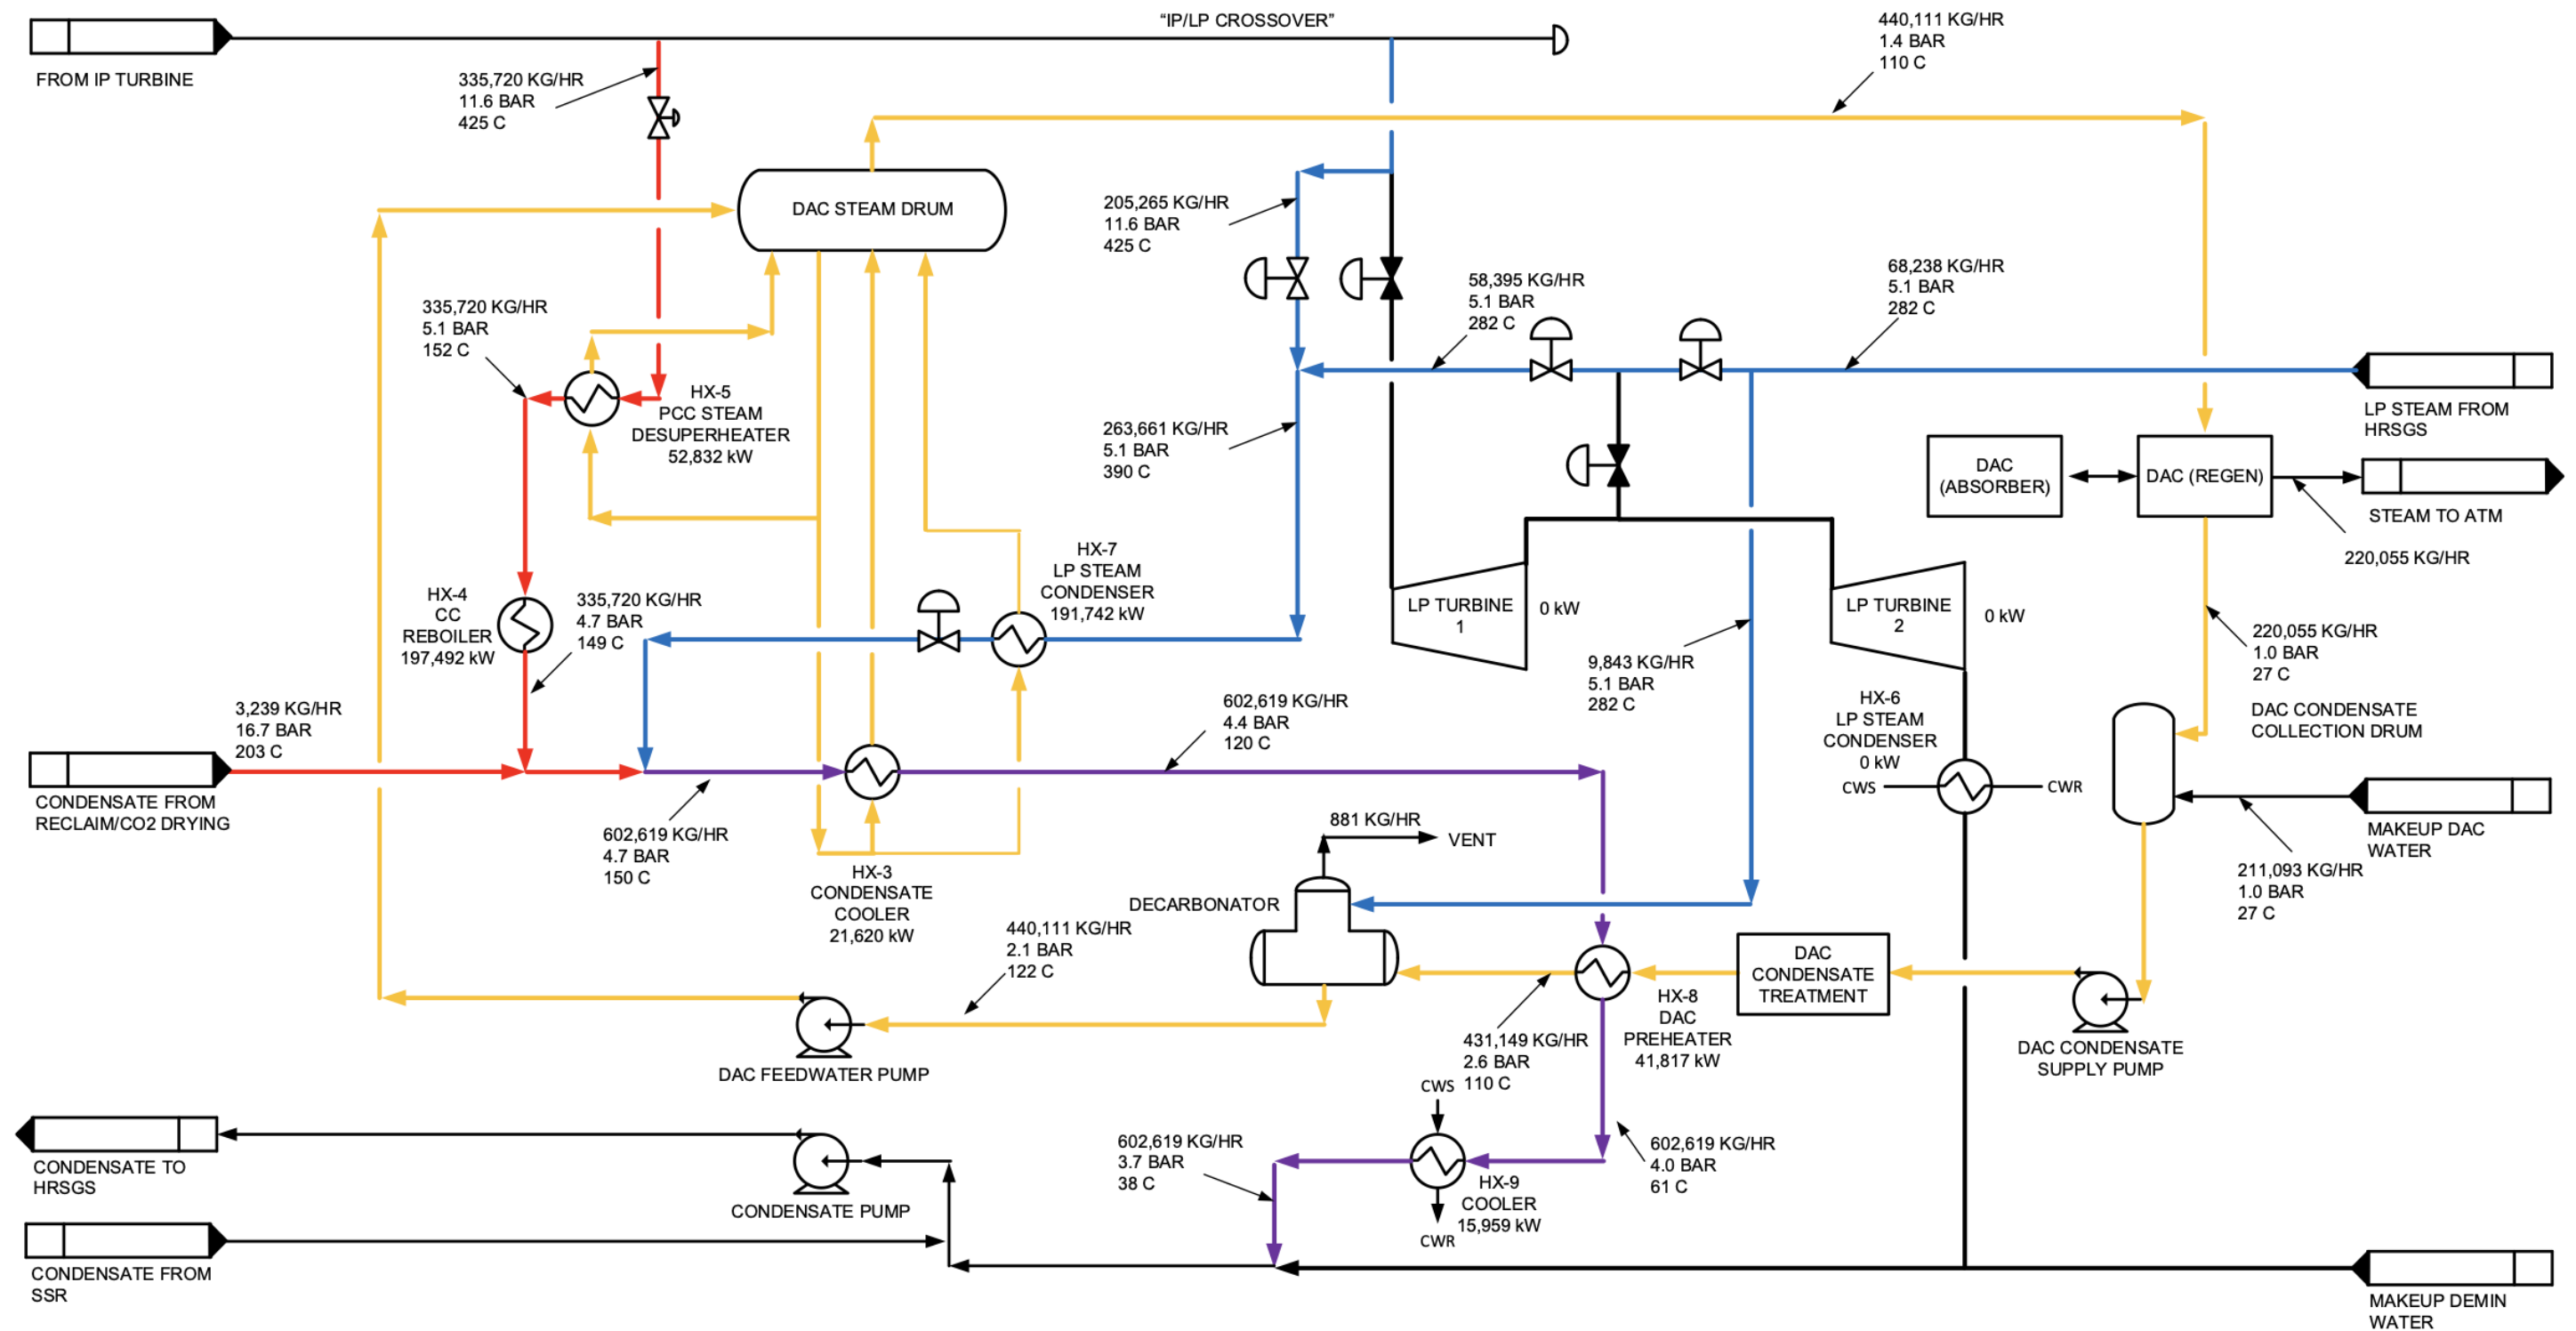 “IP/LP CROSSOVER”
FROM IP TURBINE
335,720 KG/HR
11.6 BAR
425 C
440,111 KG/HR
1.4 BAR
110 C
DAC STEAM DRUM
205,265 KG/HR
11.6 BAR
425 C
58,395 KG/HR
5.1 BAR
282 C
68,238 KG/HR
5.1 BAR
282 C
335,720 KG/HR
5.1 BAR
152 C
HX-5
PCC STEAM
DESUPERHEATER
52,832 kW
263,661 KG/HR
5.1 BAR
390 C
LP STEAM FROM
HRSGS
DAC
(ABSORBER)
DAC (REGEN)
STEAM TO ATM
220,055 KG/HR
HX-7
LP STEAM
CONDENSER
191,742 kW
HX-4
CC
REBOILER
197,492 kW
335,720 KG/HR
4.7 BAR
149 C
LP TURBINE
1
0 kW
LP TURBINE
2
0 kW
220,055 KG/HR
1.0 BAR
27 C
9,843 KG/HR
5.1 BAR
282 C
3,239 KG/HR
16.7 BAR
203 C
602,619 KG/HR
4.4 BAR
120 C
HX-6
LP STEAM
CONDENSER
0 kW
CWS
CWR
DAC CONDENSATE
COLLECTION DRUM
CONDENSATE FROM
RECLAIM/CO2 DRYING
602,619 KG/HR
4.7 BAR
150 C
881 KG/HR
VENT
MAKEUP DAC
WATER
211,093 KG/HR
1.0 BAR
27 C
HX-3
CONDENSATE
COOLER
21,620 kW
DECARBONATOR
440,111 KG/HR
2.1 BAR
122 C
DAC
CONDENSATE
TREATMENT
HX-8
DAC
PREHEATER
41,817 kW
431,149 KG/HR
2.6 BAR
110 C
DAC CONDENSATE
SUPPLY PUMP
DAC FEEDWATER PUMP
CWS
602,619 KG/HR
3.7 BAR
38 C
HX-9
COOLER
15,959 kW
CWR
602,619 KG/HR
4.0 BAR
61 C
CONDENSATE TO
HRSGS
CONDENSATE PUMP
CONDENSATE FROM
SSR
MAKEUP DEMIN
WATER